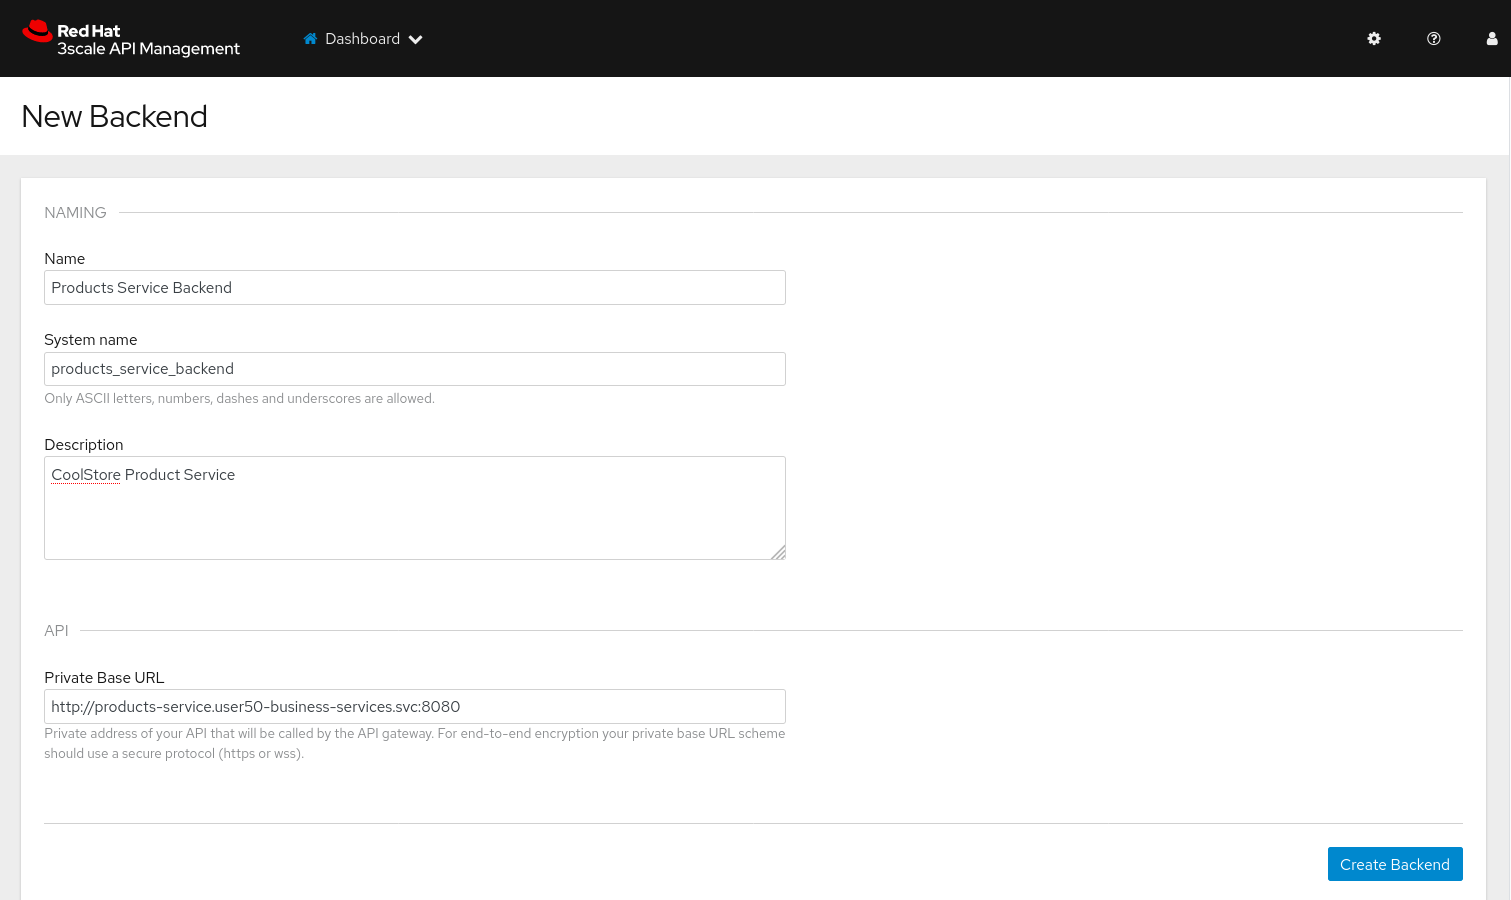 Red Hat
3scale API Management
Dashboard
New Backend
NAMING
Name
Products Service Backend
System name
products_service_backend
Only ASCII letters, numbers, dashes and underscores are allowed.
Description
CoolStore Product Service
API
Private Base URL
http://products-service.user50-business-services.svc:8080
Private address of your API that will be called by the API gateway. For end-to-end encryption your private base URL scheme
should use a secure protocol (https or wss).
Create Backend